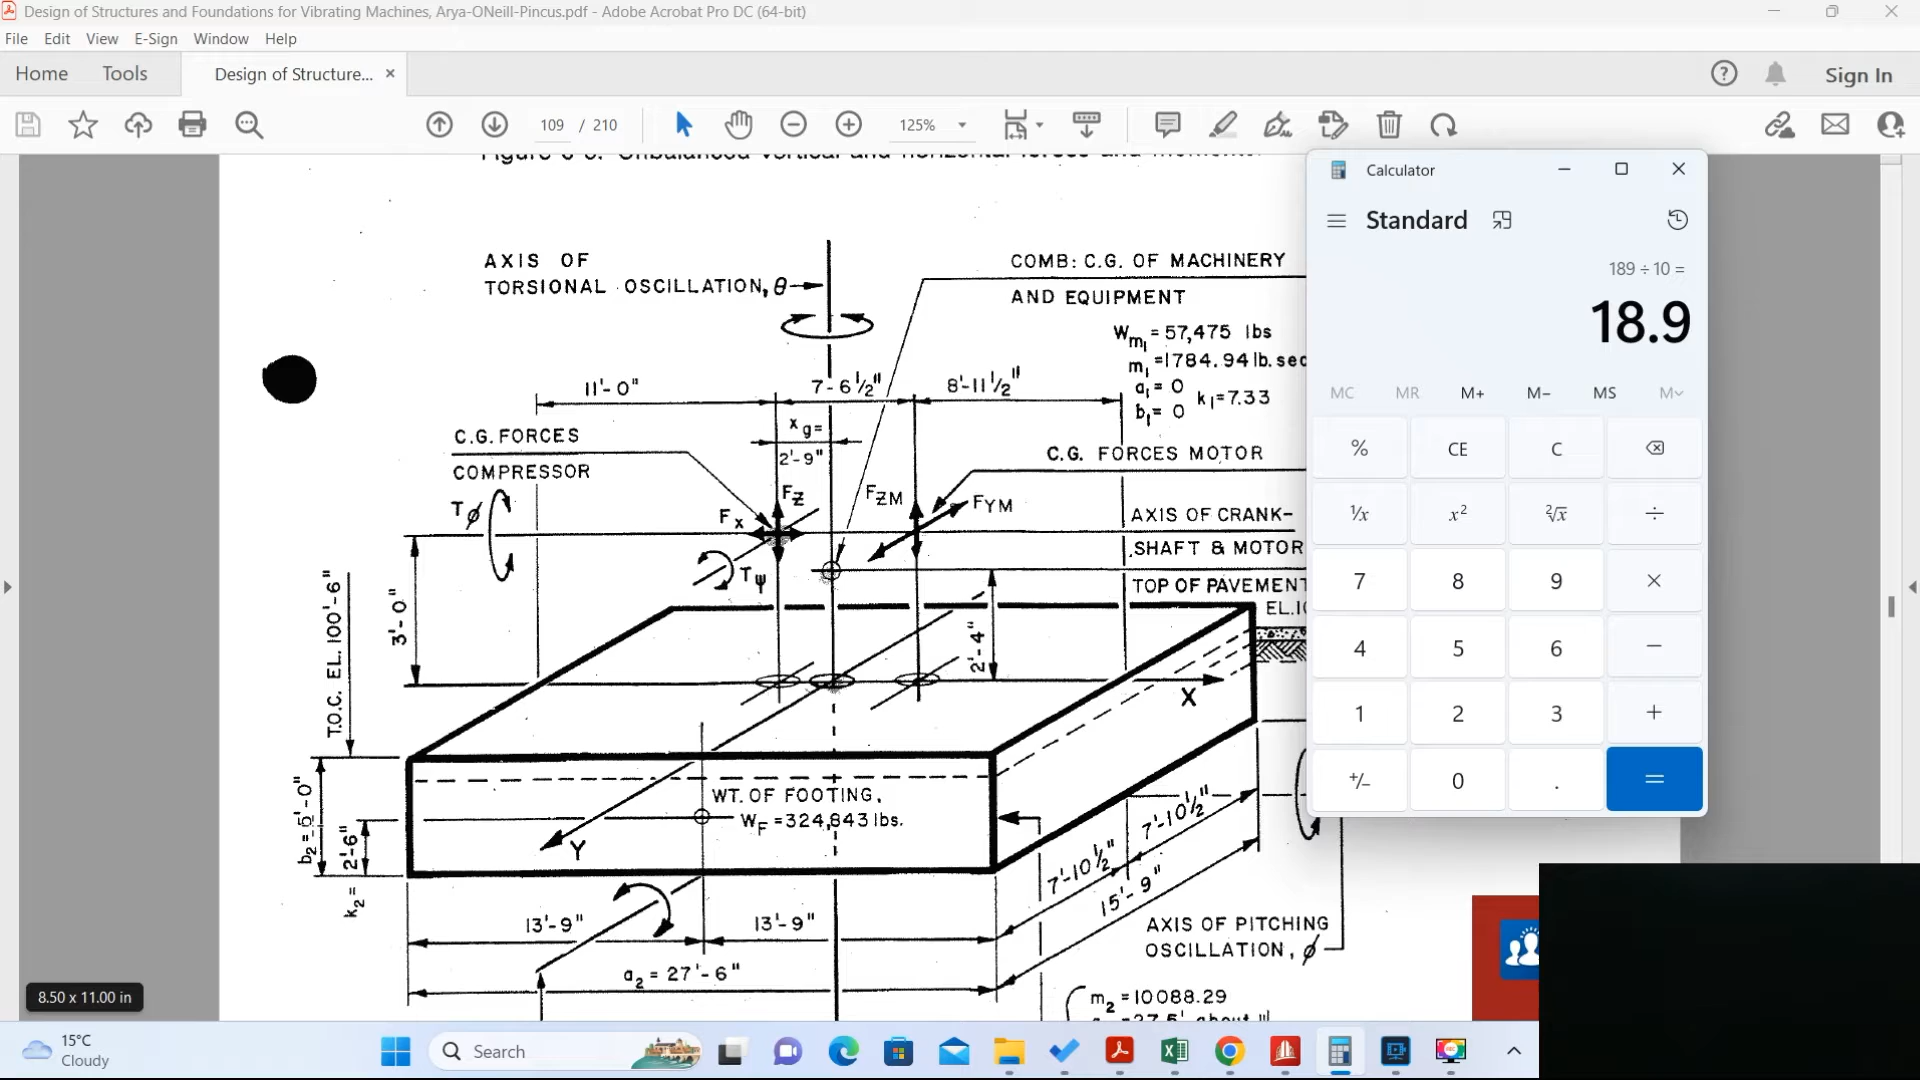 Design of Structures and Foundations for Vibrating Machines, Arya-ONeill-Pincus.pdf - Adobe Acrobat Pro DC (64-bit)
File Edit View E-Sign Window Help
Home Tools Design of Structure... ×
Sign In
109 / 210
125%
AXIS OF
TORSIONAL OSCILLATION, θ
COMB: C.G. OF MACHINERY
AND EQUIPMENT
Wm₁ = 57,475 lbs
m₁ = 1784.94 lb. sec
a₁ = 0
b₁ = 0 k₁ = 7.33
11'-0" 7-6½" 8'-11½"
xg =
2'-9"
C.G. FORCES
COMPRESSOR
C.G. FORCES MOTOR
Tϕ
Fx
Fz
FZM
FYM
Tψ
AXIS OF CRANK-
SHAFT & MOTOR
TOP OF PAVEMENT
3'-0"
2'-4"
T.O.C. EL. 100'-6"
X
Y
WT. OF FOOTING,
WF = 324,843 lbs.
b₂ = 5'-0"
2'-6"
k₂ =
13'-9" 13'-9"
a₂ = 27'-6"
7'-10½"
7'-10½"
15'-9"
AXIS OF PITCHING
OSCILLATION, ϕ
m₂ = 10088.29
8.50 x 11.00 in
Calculator
Standard
189 ÷ 10 =
18.9
MC MR M+ M− MS M˅
% CE C
¹/x x² ²√x ÷
7 8 9 ×
4 5 6 −
1 2 3 +
+/− 0 . =
15°C
Cloudy
Search